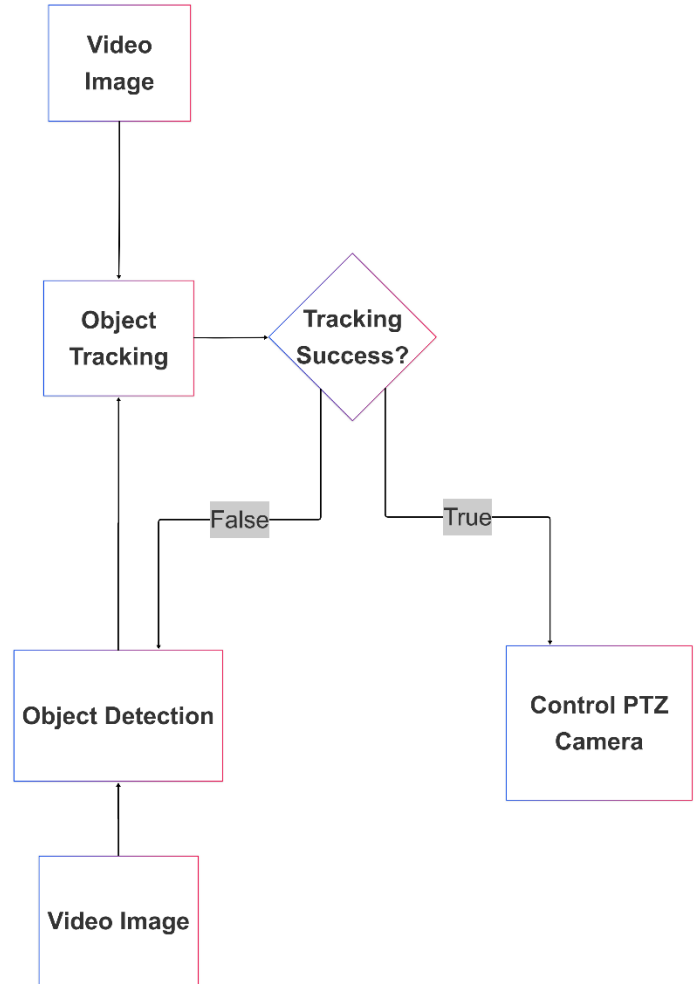 Video
Image
Object
Tracking
Tracking
Success?
False
True
Object Detection
Control PTZ
Camera
Video Image